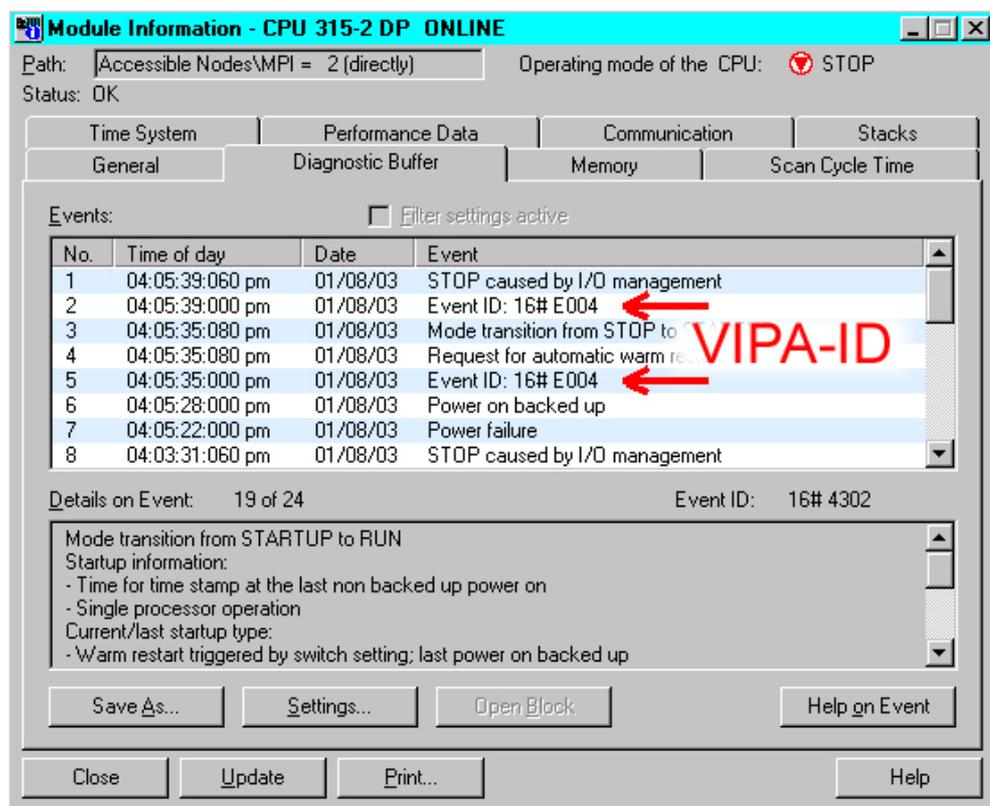 Module Information - CPU 315-2 DP ONLINE
Path: Accessible Nodes\MPI = 2 (directly) Operating mode of the CPU: STOP
Status: OK
Time System Performance Data Communication Stacks
General Diagnostic Buffer Memory Scan Cycle Time
Events: Filter settings active
No. Time of day Date Event
1 04:05:39:060 pm 01/08/03 STOP caused by I/O management
2 04:05:39:000 pm 01/08/03 Event ID: 16# E004
3 04:05:35:080 pm 01/08/03 Mode transition from STOP to
VIPA-ID
4 04:05:35:080 pm 01/08/03 Request for automatic warm
5 04:05:35:000 pm 01/08/03 Event ID: 16# E004
6 04:05:28:000 pm 01/08/03 Power on backed up
7 04:05:22:000 pm 01/08/03 Power failure
8 04:03:31:060 pm 01/08/03 STOP caused by I/O management
Details on Event: 19 of 24 Event ID: 16# 4302
Mode transition from STARTUP to RUN
Startup information:
- Time for time stamp at the last non backed up power on
- Single processor operation
Current/last startup type:
- Warm restart triggered by switch setting; last power on backed up
Save As... Settings... Open Block Help on Event
Close Update Print... Help